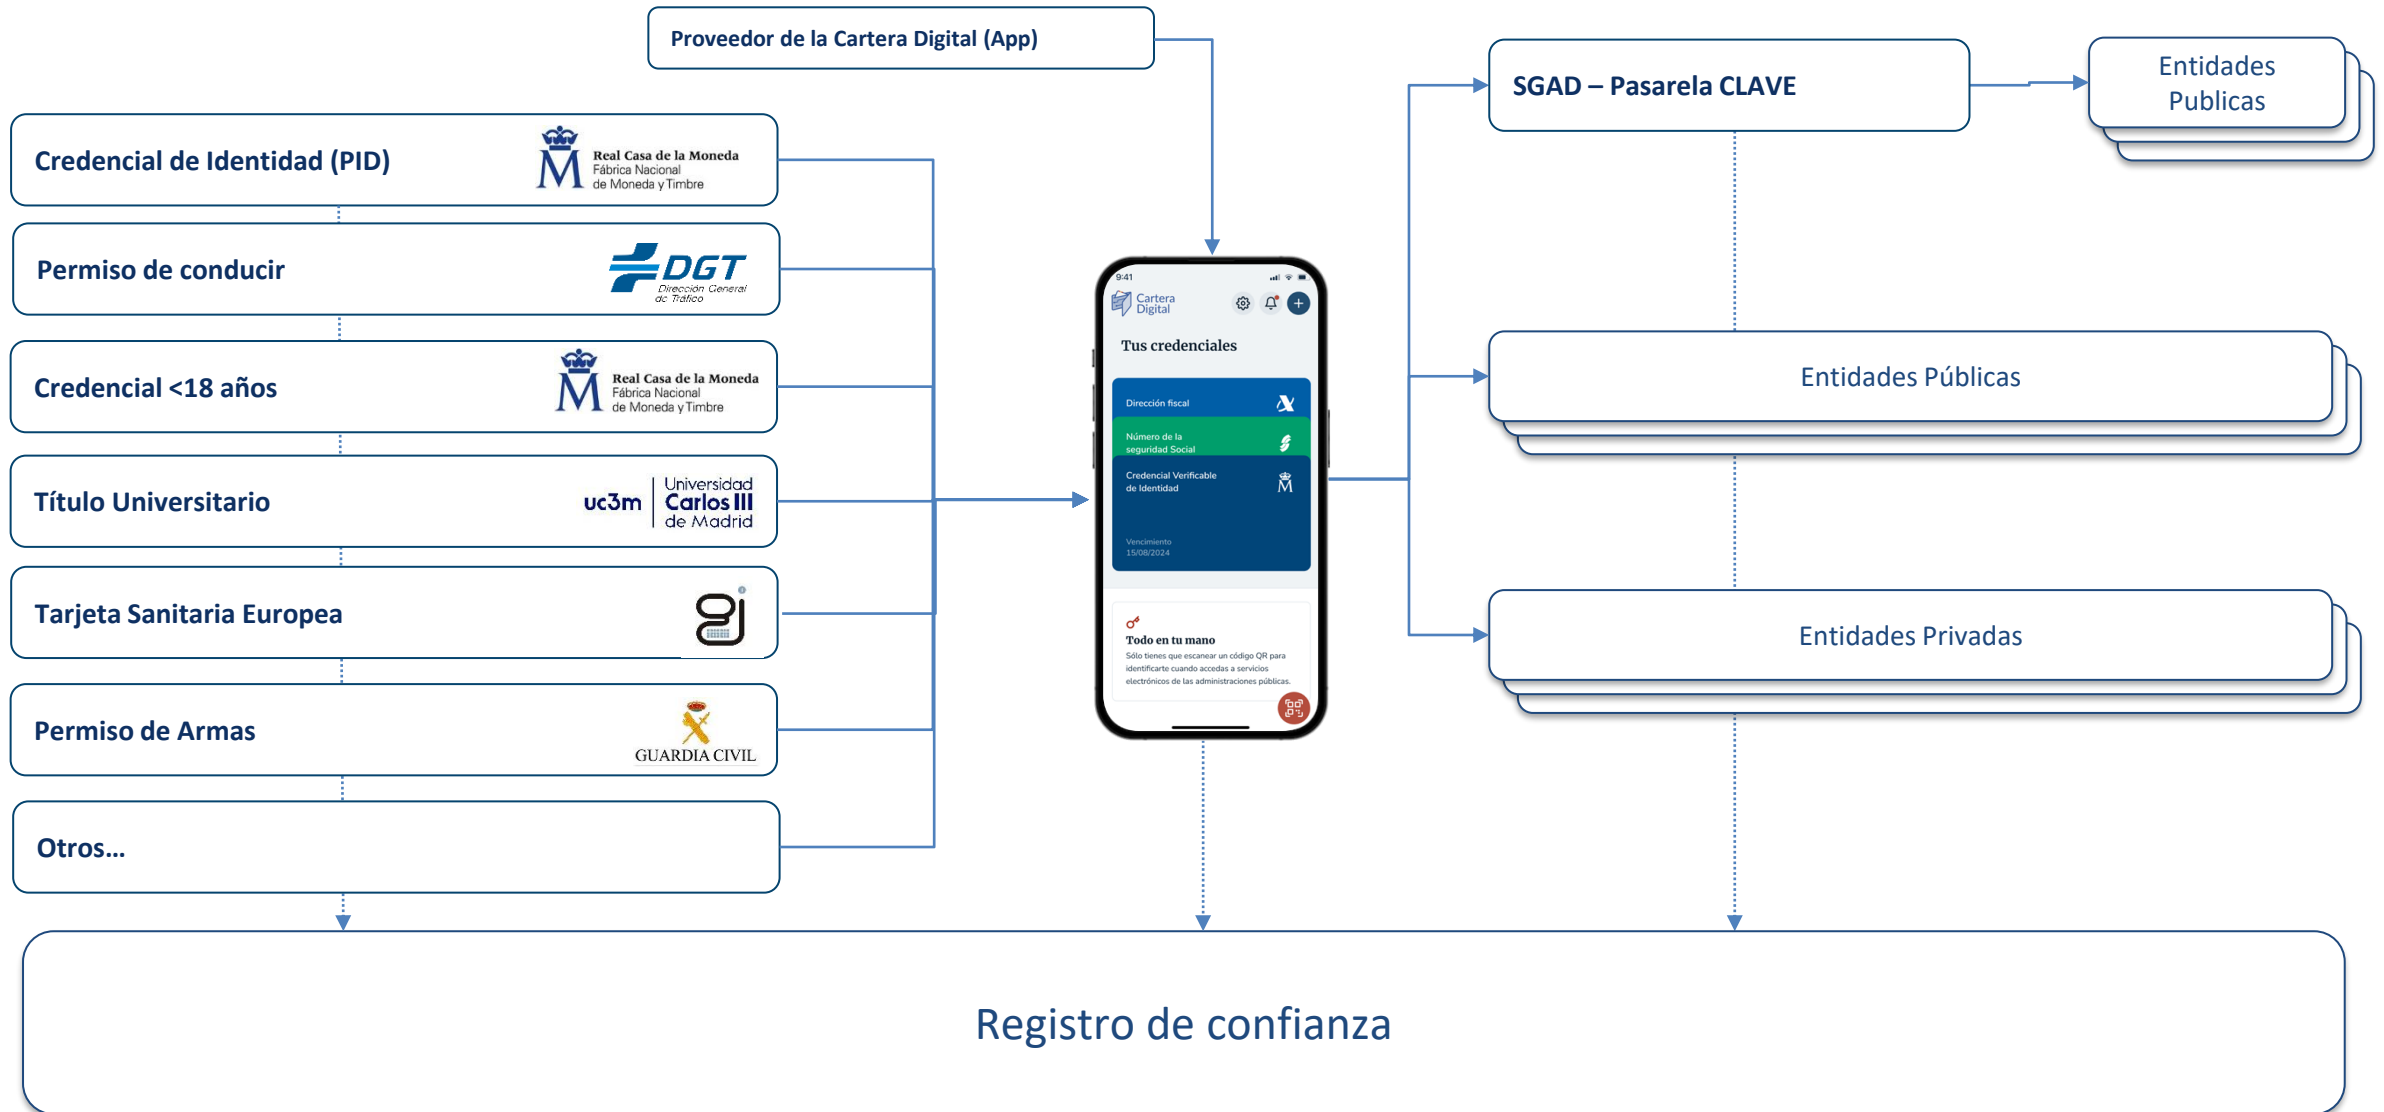 Proveedor de la Cartera Digital (App)
SGAD – Pasarela CLAVE
Entidades
Publicas
Credencial de Identidad (PID)
Real Casa de la Moneda
Fábrica Nacional
de Moneda y Timbre
Permiso de conducir
DGT
Dirección General
de Tráfico
Credencial <18 años
Real Casa de la Moneda
Fábrica Nacional
de Moneda y Timbre
Título Universitario
uc3m
Universidad
Carlos III
de Madrid
Tarjeta Sanitaria Europea
Permiso de Armas
GUARDIA CIVIL
Otros...
9:41
Cartera
Digital
Tus credenciales
Dirección fiscal
Número de la
seguridad Social
Credencial Verificable
de Identidad
Vencimiento
15/08/2024
Todo en tu mano
Sólo tienes que escanear un código QR para
identificarte cuando accedas a servicios
electrónicos de las administraciones públicas.
Entidades Públicas
Entidades Privadas
Registro de confianza